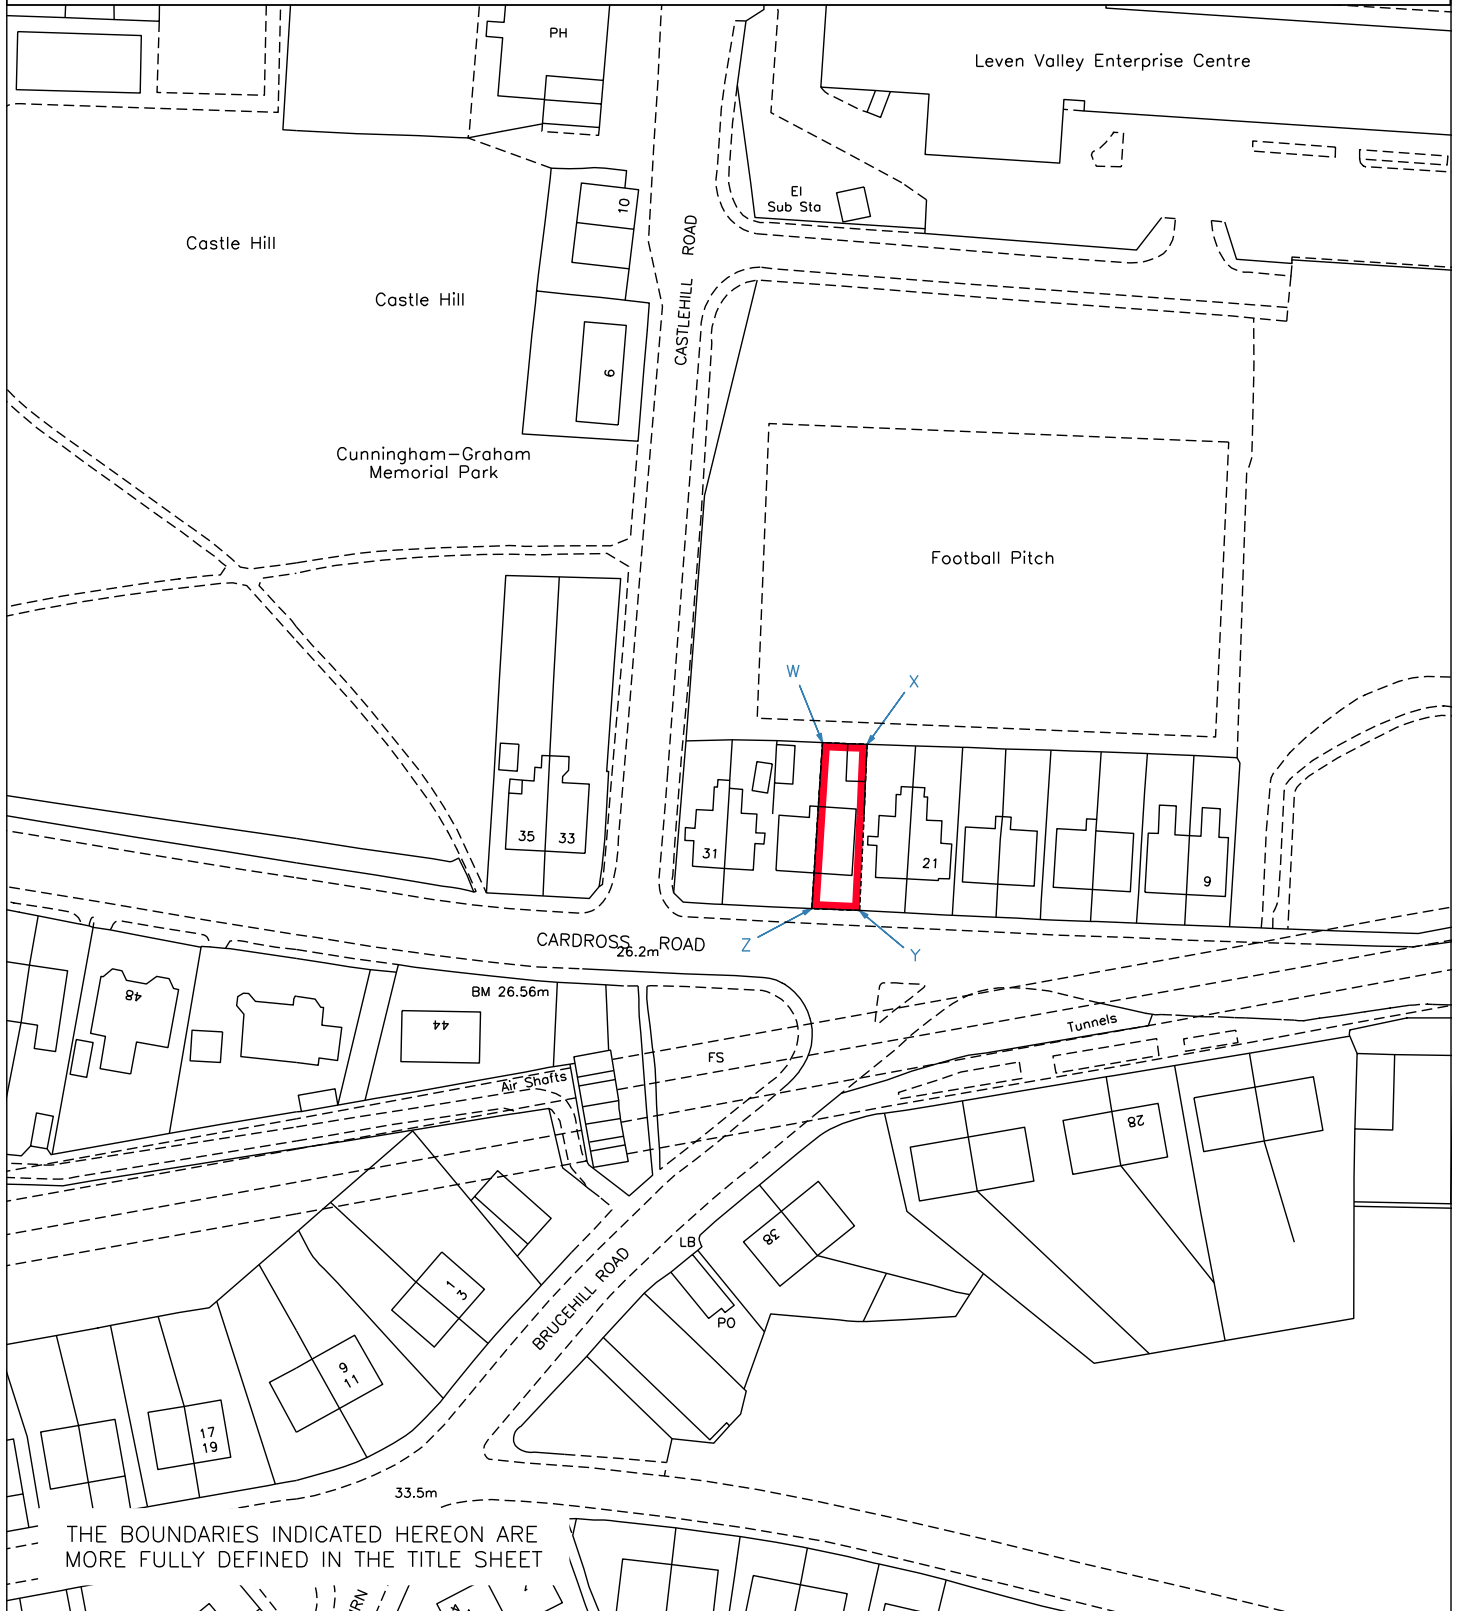 PH
Leven Valley Enterprise Centre
El
Sub Sta
10
Castle Hill
CASTLEHILL ROAD
Castle Hill
6
Cunningham-Graham
Memorial Park
Football Pitch
W
X
35
33
31
21
9
CARDROSS ROAD
26.2m
Z
Y
48
BM 26.56m
44
Tunnels
FS
Air Shafts
28
38
LB
BRUCEHILL ROAD
1
3
PO
9
11
17
19
33.5m
THE BOUNDARIES INDICATED HEREON ARE
MORE FULLY DEFINED IN THE TITLE SHEET